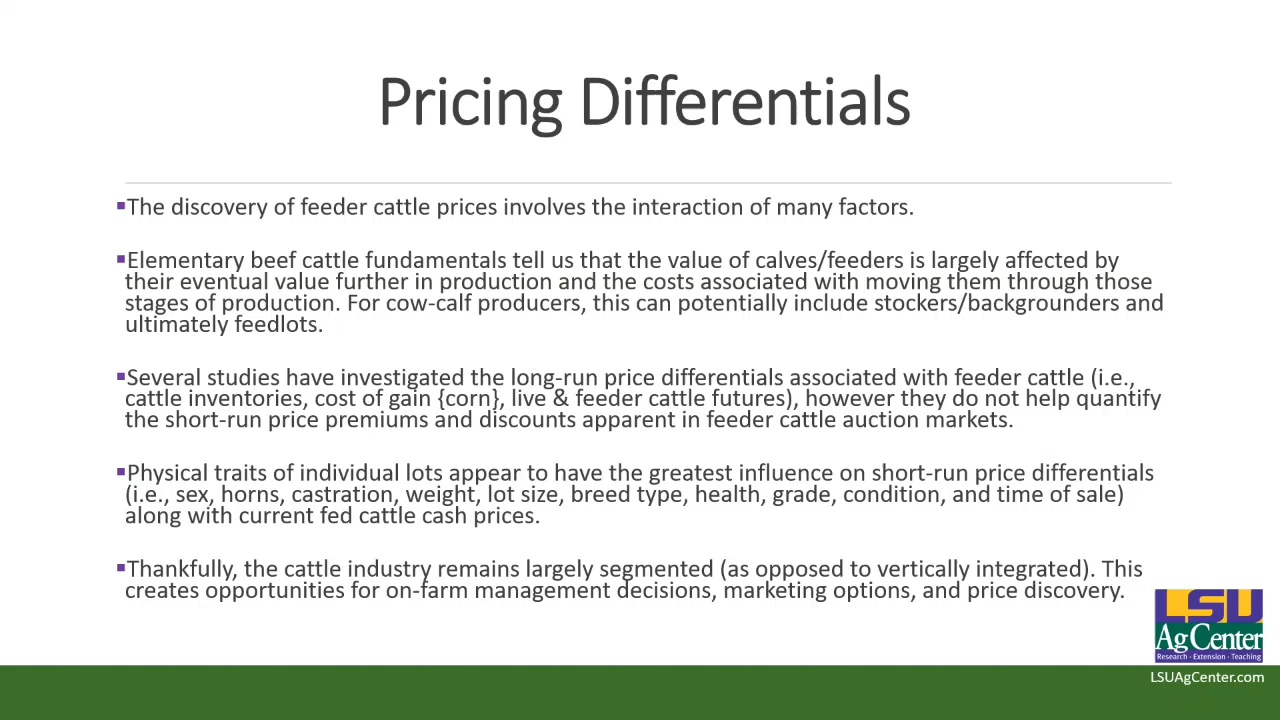 Pricing Differentials
▪The discovery of feeder cattle prices involves the interaction of many factors.
▪Elementary beef cattle fundamentals tell us that the value of calves/feeders is largely affected by
their eventual value further in production and the costs associated with moving them through those
stages of production. For cow-calf producers, this can potentially include stockers/backgrounders and
ultimately feedlots.
▪Several studies have investigated the long-run price differentials associated with feeder cattle (i.e.,
cattle inventories, cost of gain {corn}, live & feeder cattle futures), however they do not help quantify
the short-run price premiums and discounts apparent in feeder cattle auction markets.
▪Physical traits of individual lots appear to have the greatest influence on short-run price differentials
(i.e., sex, horns, castration, weight, lot size, breed type, health, grade, condition, and time of sale)
along with current fed cattle cash prices.
▪Thankfully, the cattle industry remains largely segmented (as opposed to vertically integrated). This
creates opportunities for on-farm management decisions, marketing options, and price discovery.
LSU
AgCenter
Research · Extension · Teaching
LSUAgCenter.com